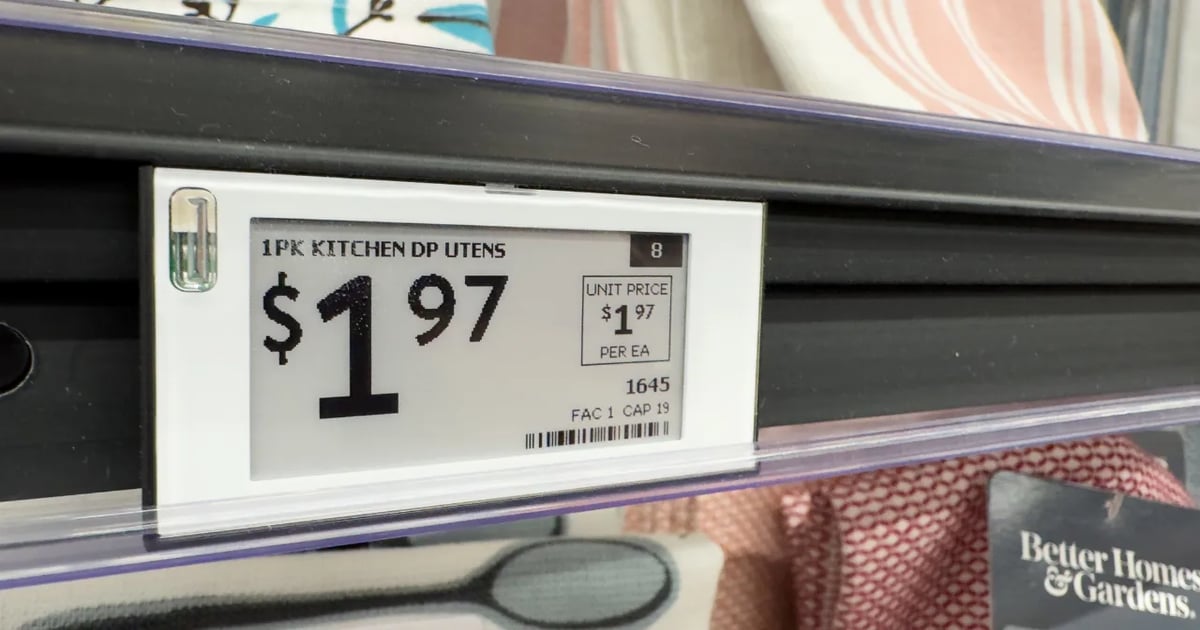 1PK KITCHEN DP UTENS
8
$1 97
UNIT PRICE
$1 97
PER EA
1645
FAC 1 CAP 19
Better Homes
& Gardens